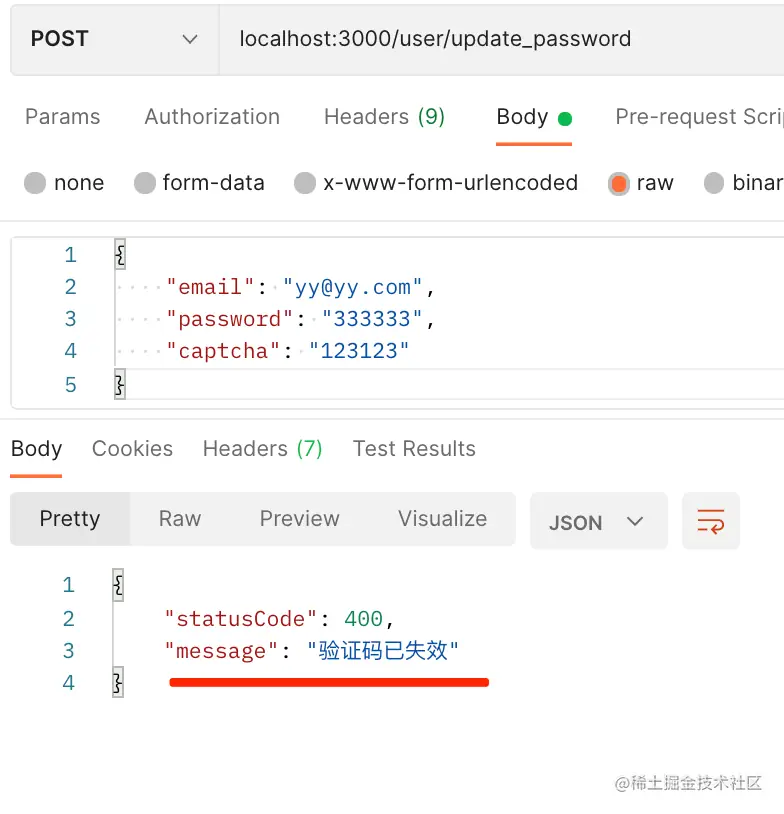 POST localhost:3000/user/update_password
Params Authorization Headers (9) Body Pre-request Scri
none form-data x-www-form-urlencoded raw binar
1 {
2 "email": "yy@yy.com",
3 "password": "333333",
4 "captcha": "123123"
5 }
Body Cookies Headers (7) Test Results
Pretty Raw Preview Visualize JSON
1 {
2 "statusCode": 400,
3 "message": "验证码已失效"
4 }
@稀土掘金技术社区